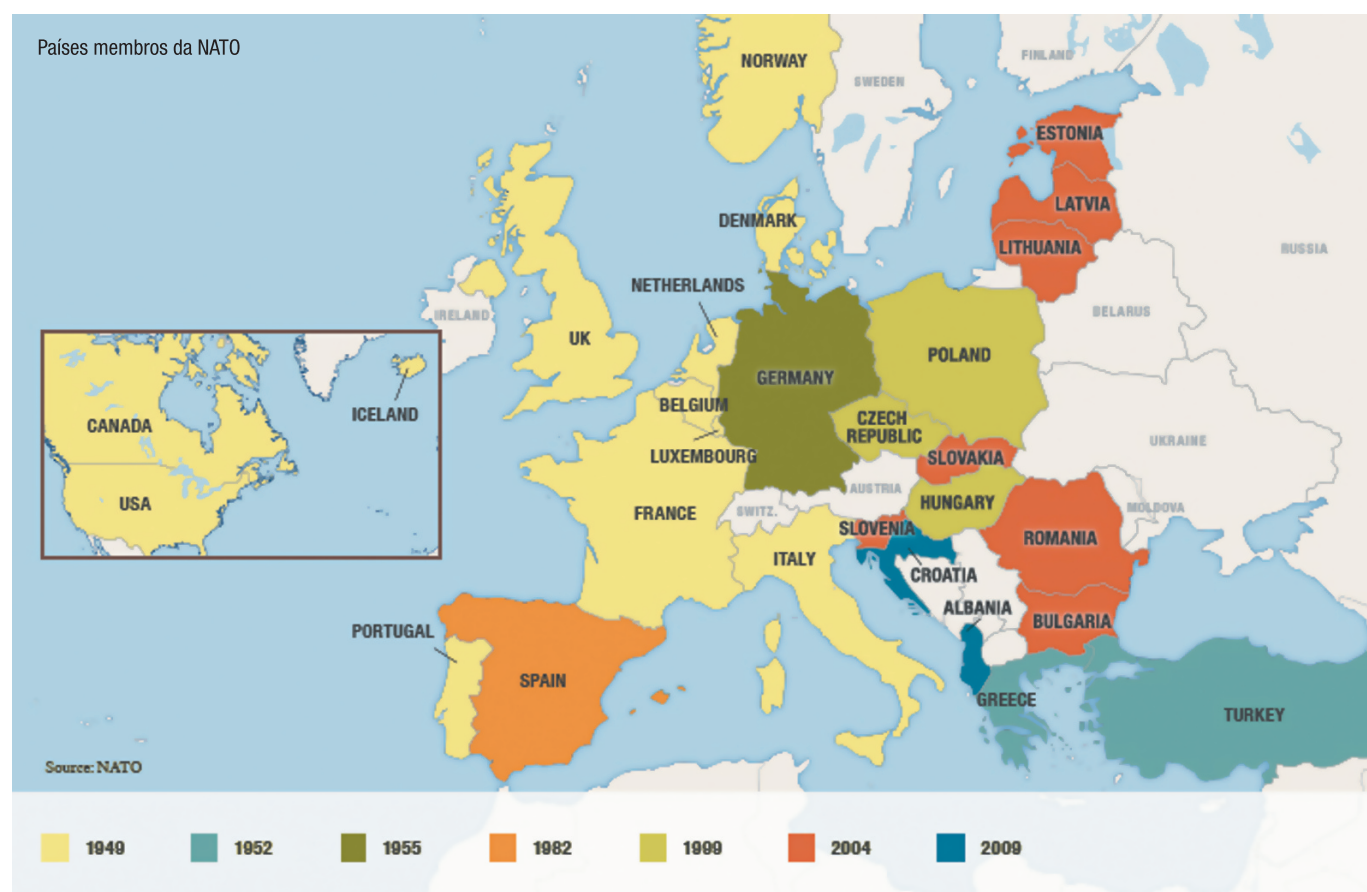 Países membros da NATO
NORWAY
SWEDEN
FINLAND
ESTONIA
LATVIA
LITHUANIA
RUSSIA
DENMARK
NETHERLANDS
IRELAND
UK
BELARUS
POLAND
GERMANY
BELGIUM
CZECH
REPUBLIC
LUXEMBOURG
SLOVAKIA
UKRAINE
CANADA
ICELAND
USA
FRANCE
SWITZ.
AUSTRIA
HUNGARY
MOLDOVA
SLOVENIA
ROMANIA
ITALY
CROATIA
ALBANIA
BULGARIA
PORTUGAL
SPAIN
GREECE
TURKEY
Source: NATO
1949
1952
1955
1982
1999
2004
2009